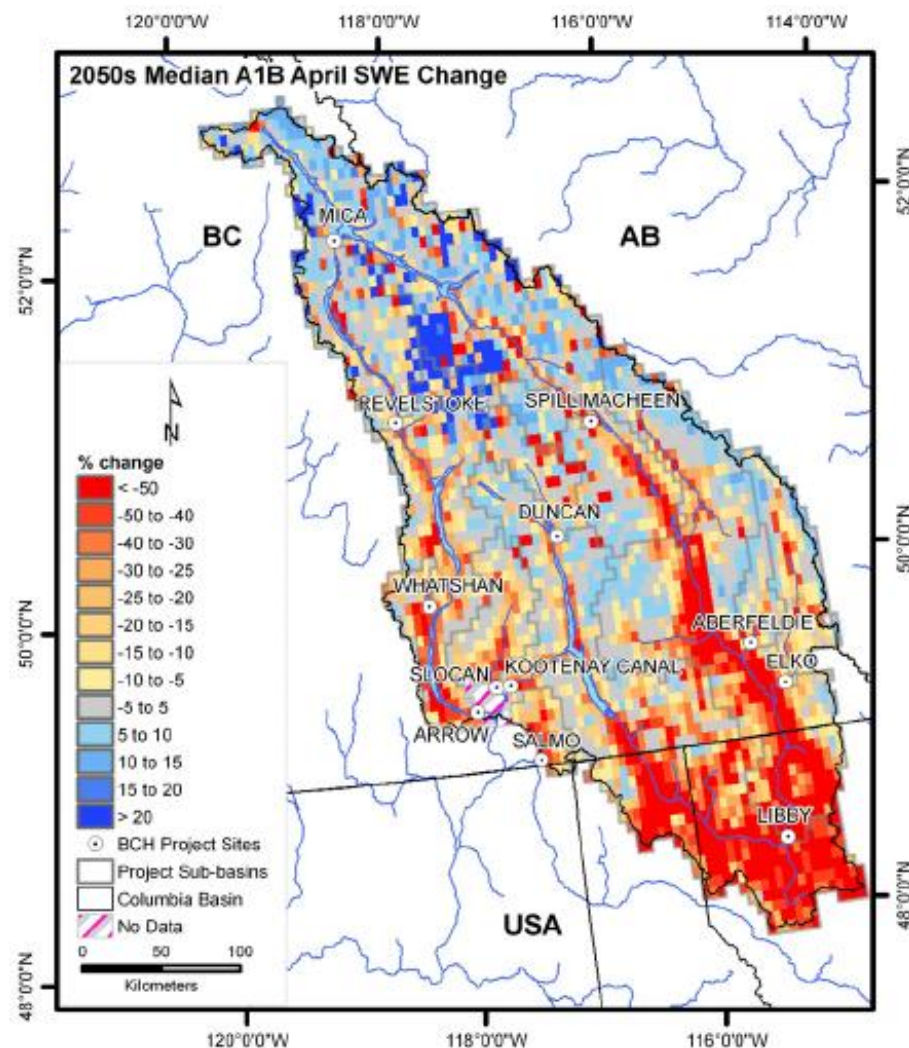 120°0'0"W 118°0'0"W 116°0'0"W 114°0'0"W
2050s Median A1B April SWE Change
52°0'0"N
MICA
BC
AB
52°0'0"N
REVELSTOKE
SPILLIMACHEEN
N
% change
< -50
-50 to -40
-40 to -30
-30 to -25
-25 to -20
-20 to -15
-15 to -10
-10 to -5
-5 to 5
5 to 10
10 to 15
15 to 20
> 20
BCH Project Sites
Project Sub-basins
Columbia Basin
No Data
0 50 100
Kilometers
DUNCAN
50°0'0"N
WHATSHAN
50°0'0"N
ABERFELDIE
ELKO
SLOCAN
KOOTENAY CANAL
ARROW
SALMO
LIBBY
48°0'0"N
USA
48°0'0"N
120°0'0"W 118°0'0"W 116°0'0"W